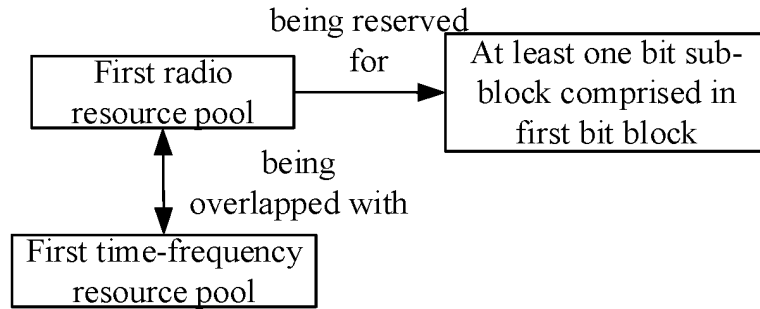 being reserved
for
First radio
resource pool
At least one bit sub-
block comprised in
first bit block
being
overlapped with
First time-frequency
resource pool